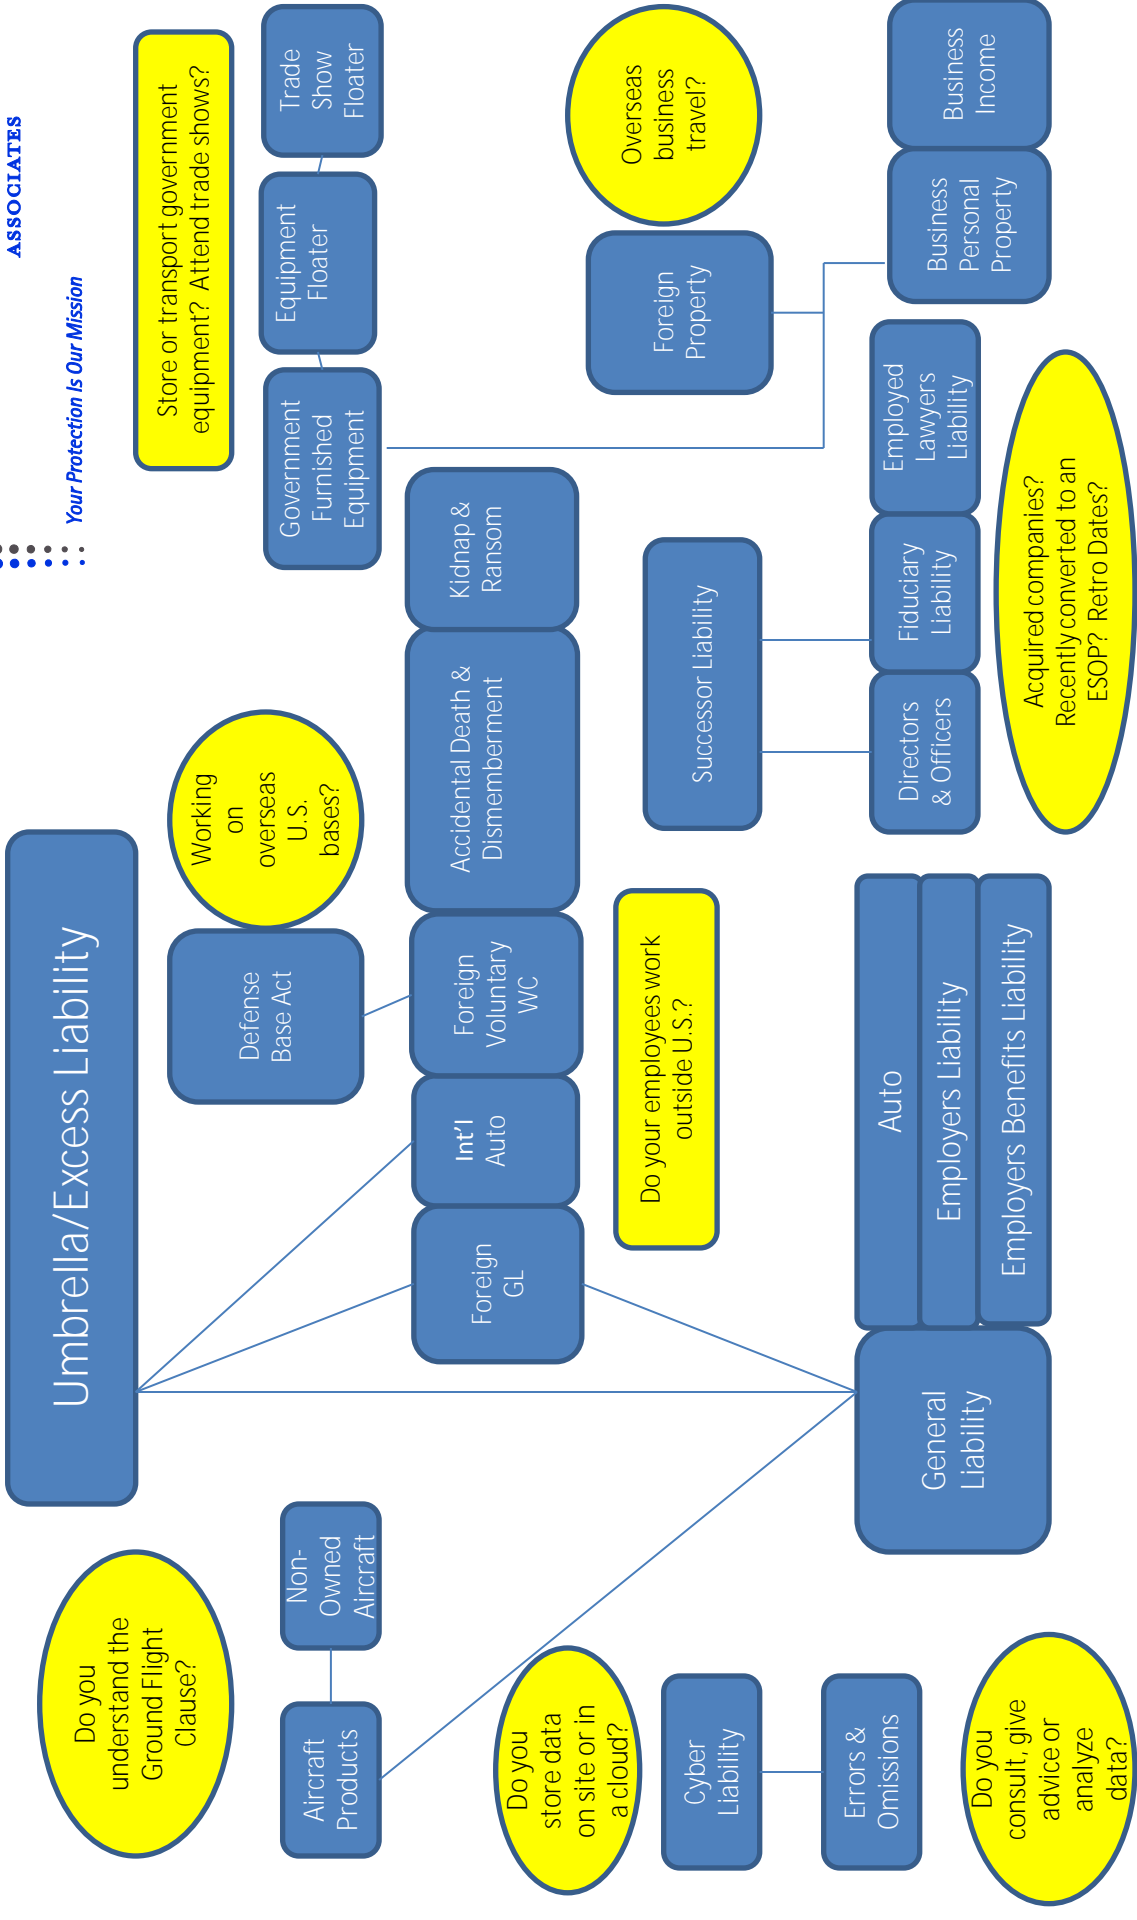 ASSOCIATES
Your Protection Is Our Mission
Umbrella/Excess Liability
Do you
understand the
Ground Flight
Clause?
Store or transport government
equipment? Attend trade shows?
Working
on
overseas
U.S.
bases?
Defense
Base Act
Aircraft
Products
Non-
Owned
Aircraft
Government
Furnished
Equipment
Equipment
Floater
Trade
Show
Floater
Foreign
GL
Int'l
Auto
Foreign
Voluntary
WC
Accidental Death &
Dismemberment
Kidnap &
Ransom
Do you
store data
on site or in
a cloud?
Do your employees work
outside U.S.?
Foreign
Property
Overseas
business
travel?
Cyber
Liability
Successor Liability
Errors &
Omissions
General
Liability
Auto
Employers Liability
Employers Benefits Liability
Directors
& Officers
Fiduciary
Liability
Employed
Lawyers
Liability
Business
Personal
Property
Business
Income
Do you
consult, give
advice or
analyze
data?
Acquired companies?
Recently converted to an
ESOP? Retro Dates?